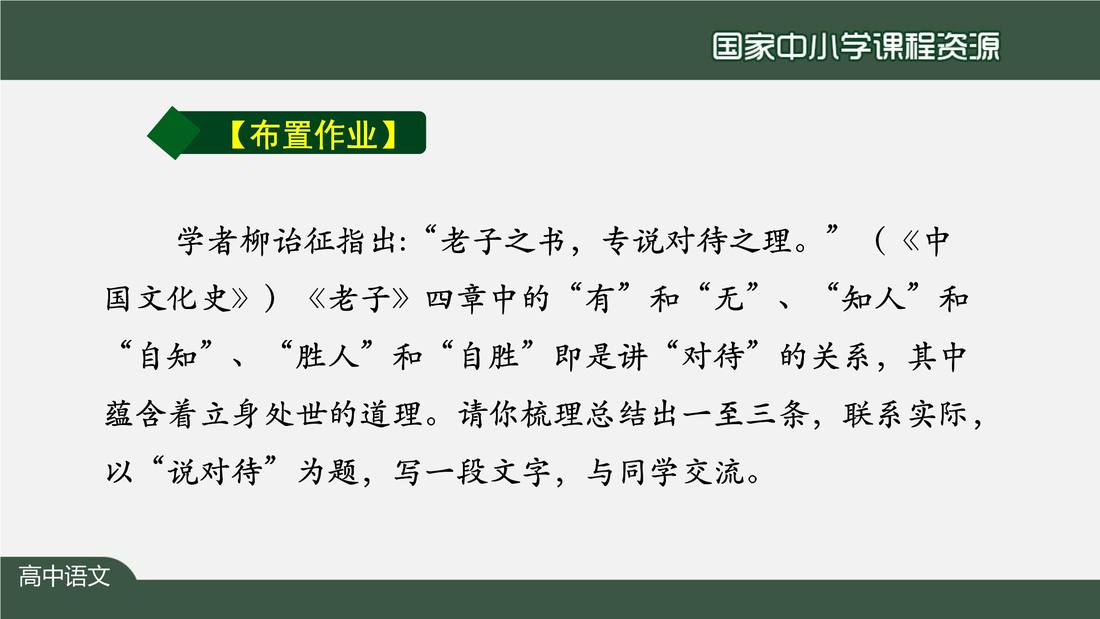 国家中小学课程资源
【布置作业】
学者柳诒征指出：“老子之书，专说对待之理。”（《中
国文化史》）《老子》四章中的“有”和“无”、“知人”和
“自知”、“胜人”和“自胜”即是讲“对待”的关系，其中
蕴含着立身处世的道理。请你梳理总结出一至三条，联系实际，
以“说对待”为题，写一段文字，与同学交流。
高中语文